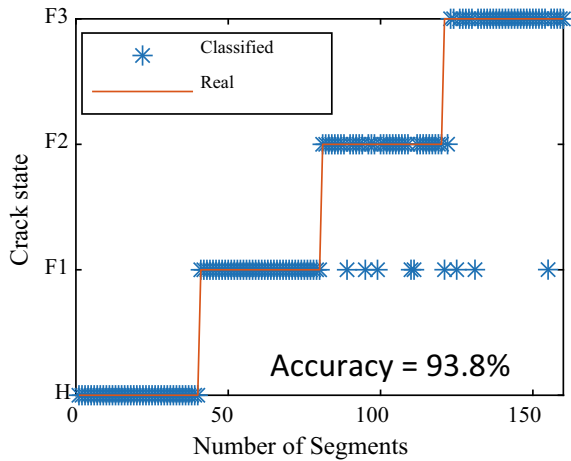 F3
Classified
Real
F2
Crack state
F1
Accuracy = 93.8%
H
0
50
100
150
Number of Segments